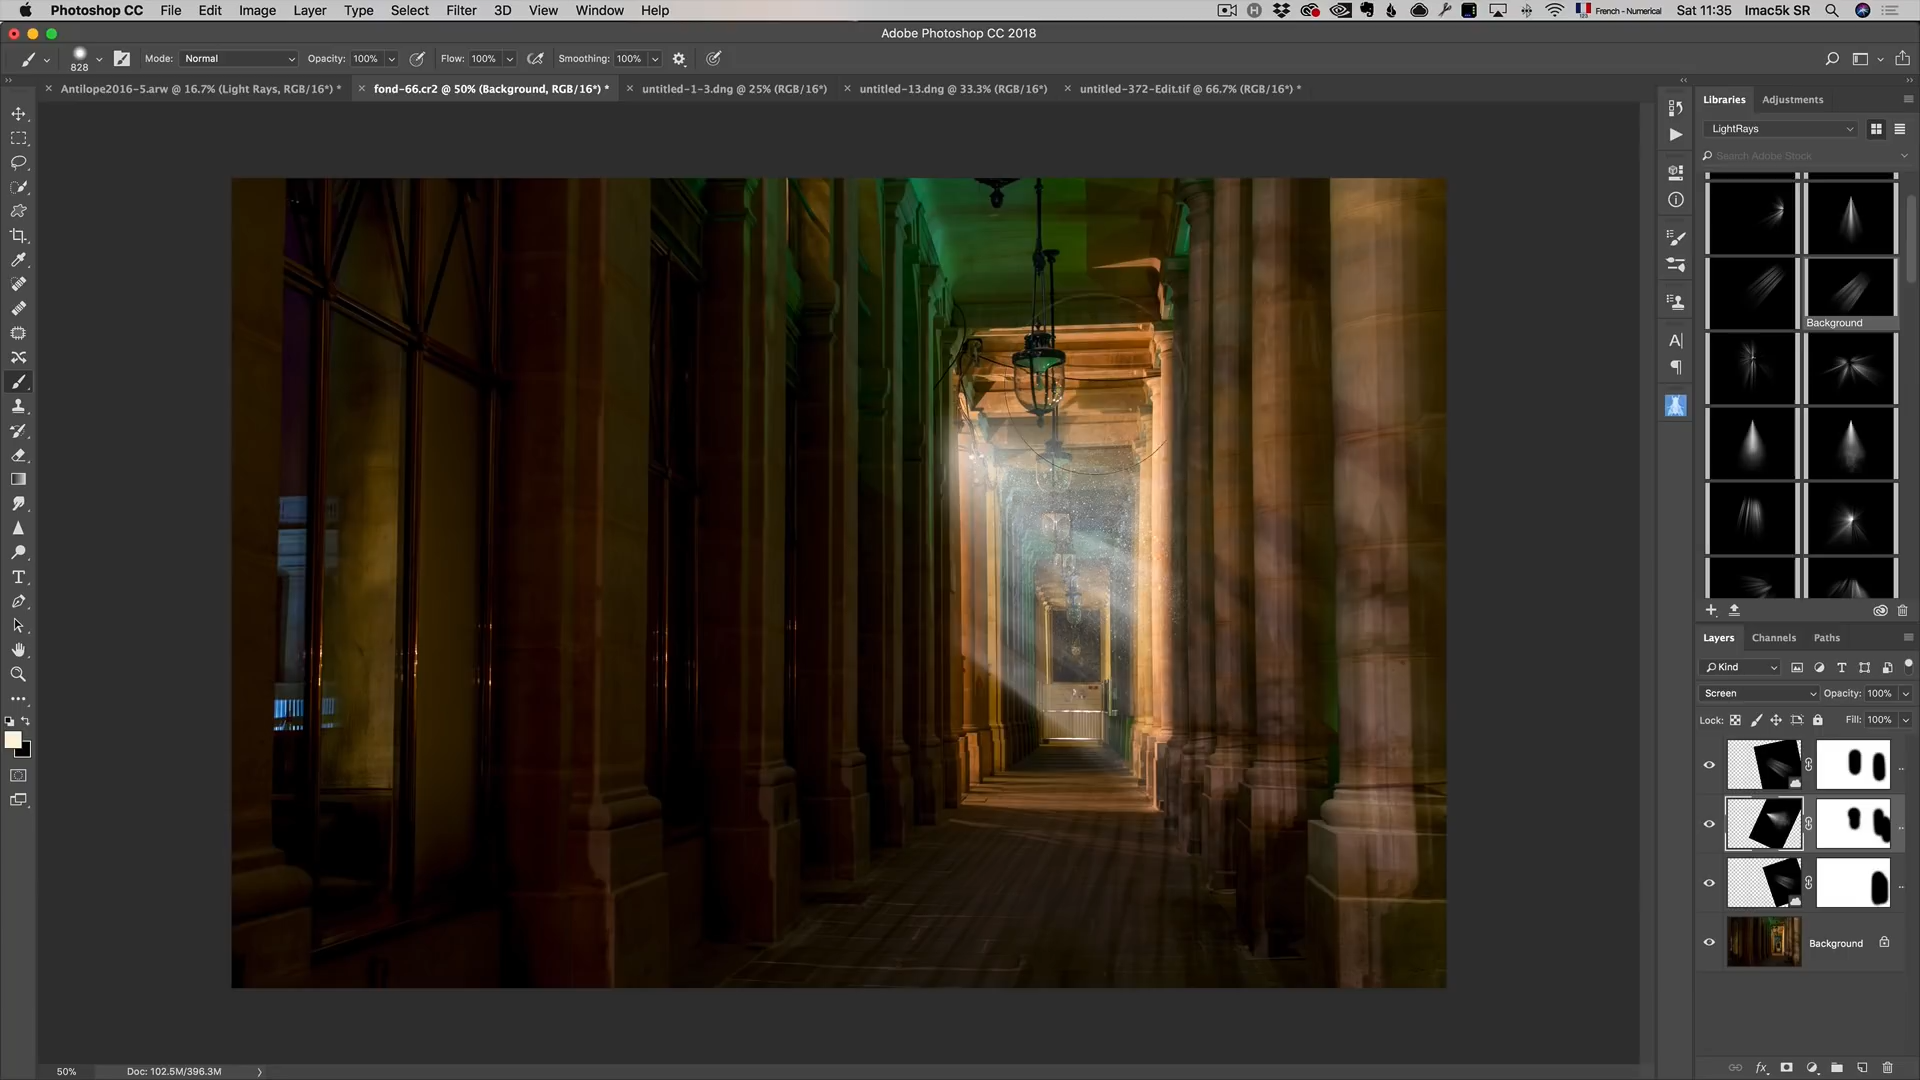 Photoshop CC File Edit Image Layer Type Select Filter 3D View Window Help French - Numerical Sat 11:35 Imac5k SR
Adobe Photoshop CC 2018
828 Mode: Normal Opacity: 100% Flow: 100% Smoothing: 100%
Antilope2016-5.arw @ 16.7% (Light Rays, RGB/16*) *
fond-66.cr2 @ 50% (Background, RGB/16*) *
untitled-1-3.dng @ 25% (RGB/16*)
untitled-13.dng @ 33.3% (RGB/16*)
untitled-372-Edit.tif @ 66.7% (RGB/16*) *
Libraries Adjustments
LightRays
Search Adobe Stock
Background
Layers Channels Paths
Kind
Screen Opacity: 100%
Lock: Fill: 100%
Background
50% Doc: 102.5M/396.3M